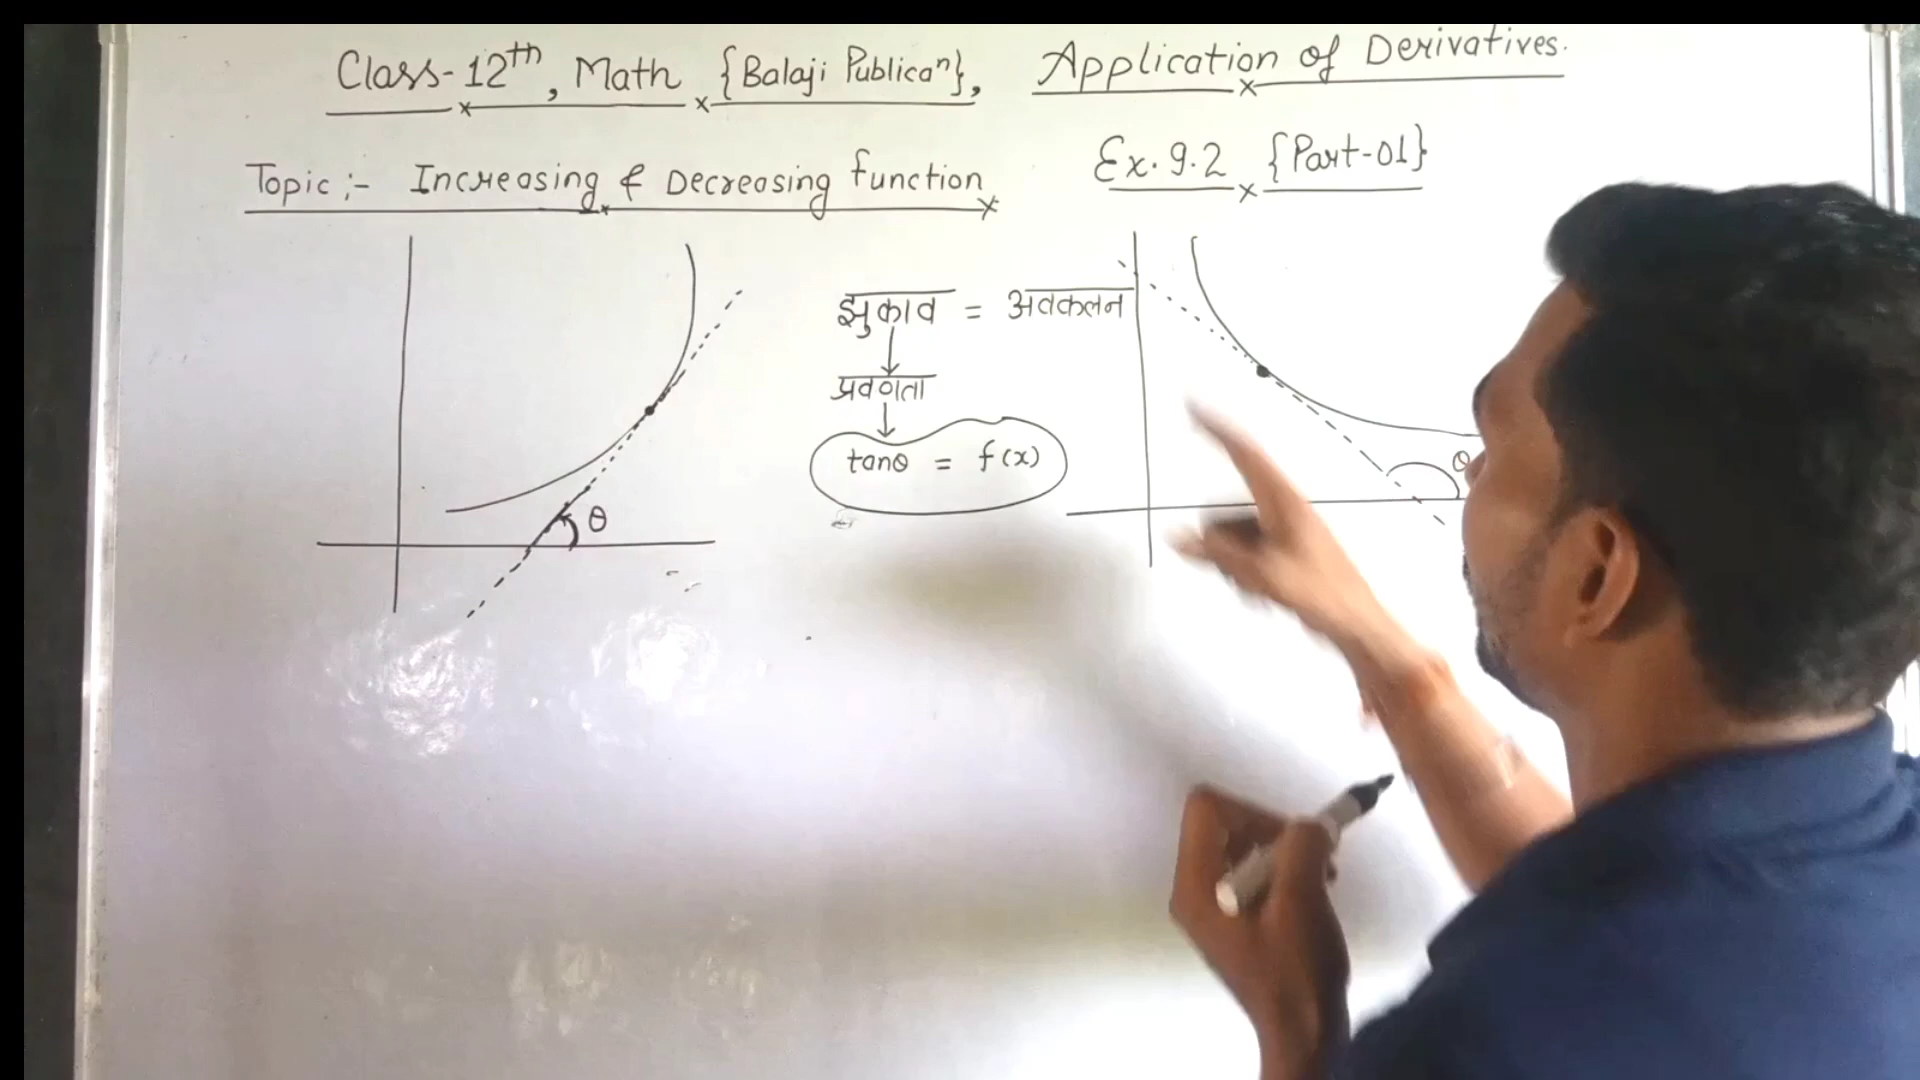 Class-12th, Math {Balaji Publicaⁿ}, Application of Derivatives.
Topic:- Increasing & Decreasing function Ex. 9.2 {Part-01}
झुकाव = अवकलन
प्रवणता
tanθ = f(x)
θ
θ